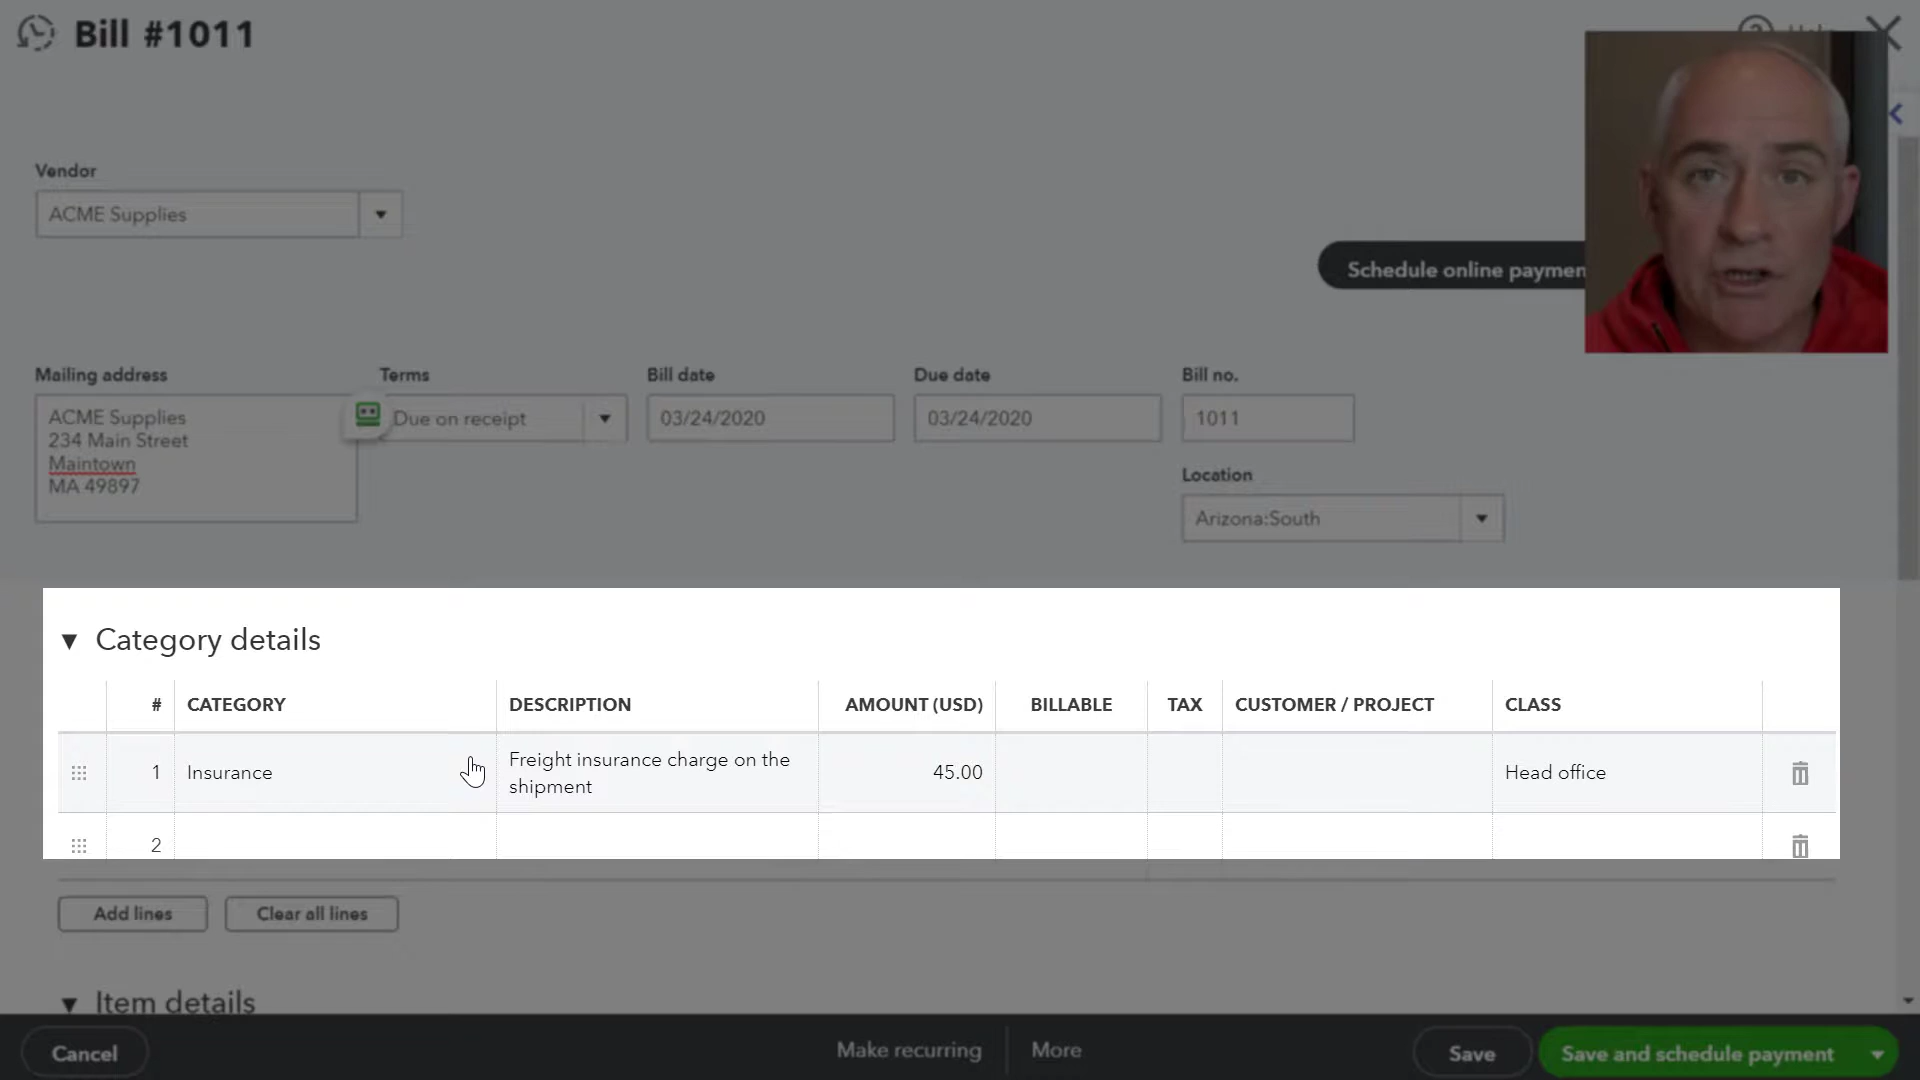 Bill #1011
Vendor
ACME Supplies
Schedule online paymen
Mailing address
Terms
Bill date
Due date
Bill no.
ACME Supplies
234 Main Street
Maintown
MA 49897
Due on receipt
03/24/2020
03/24/2020
1011
Location
Arizona:South
Category details
# CATEGORY DESCRIPTION AMOUNT (USD) BILLABLE TAX CUSTOMER / PROJECT CLASS
1 Insurance Freight insurance charge on the
shipment 45.00 Head office
2
Add lines
Clear all lines
Item details
Cancel
Make recurring
More
Save
Save and schedule payment